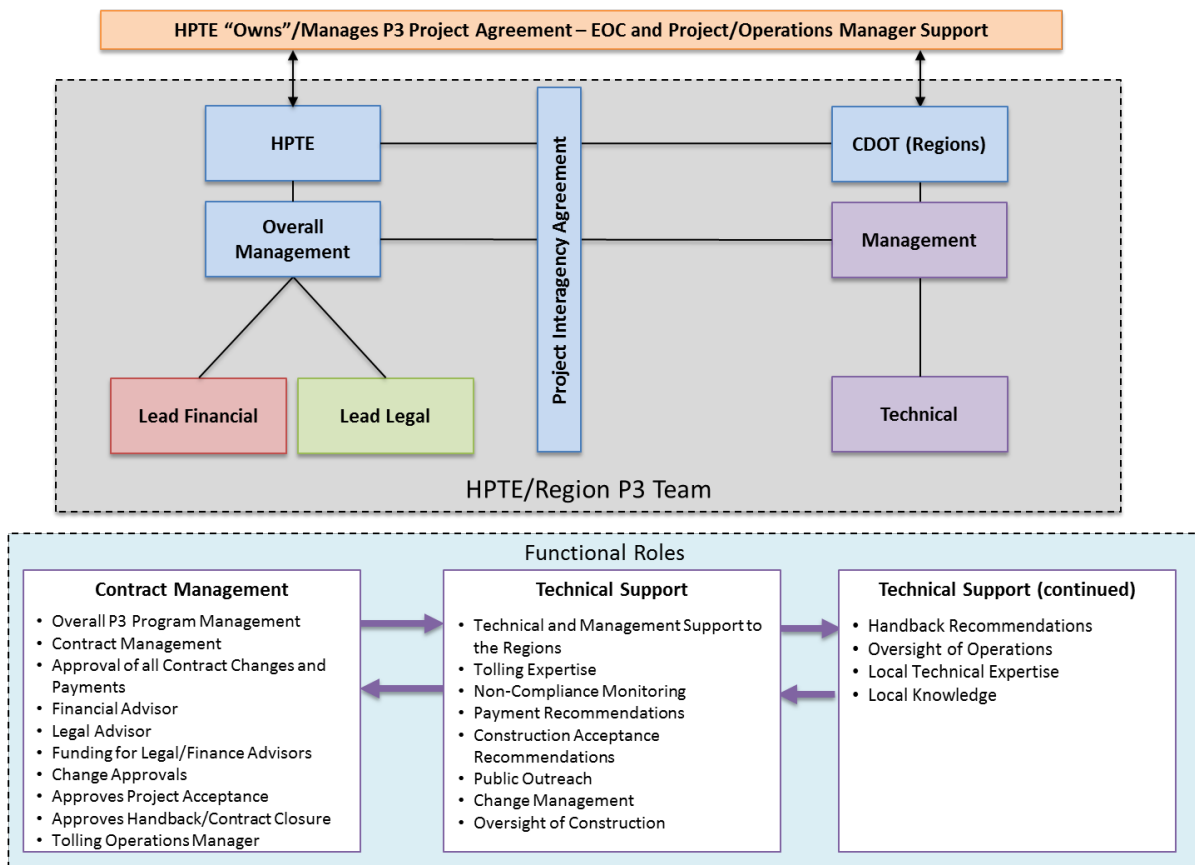 HPTE “Owns”/Manages P3 Project Agreement – EOC and Project/Operations Manager Support
HPTE
CDOT (Regions)
Project Interagency Agreement
Overall
Management
Management
Lead Financial
Lead Legal
Technical
HPTE/Region P3 Team
Functional Roles
Contract Management
• Overall P3 Program Management
• Contract Management
• Approval of all Contract Changes and
Payments
• Financial Advisor
• Legal Advisor
• Funding for Legal/Finance Advisors
• Change Approvals
• Approves Project Acceptance
• Approves Handback/Contract Closure
• Tolling Operations Manager
Technical Support
• Technical and Management Support to
the Regions
• Tolling Expertise
• Non-Compliance Monitoring
• Payment Recommendations
• Construction Acceptance
Recommendations
• Public Outreach
• Change Management
• Oversight of Construction
Technical Support (continued)
• Handback Recommendations
• Oversight of Operations
• Local Technical Expertise
• Local Knowledge